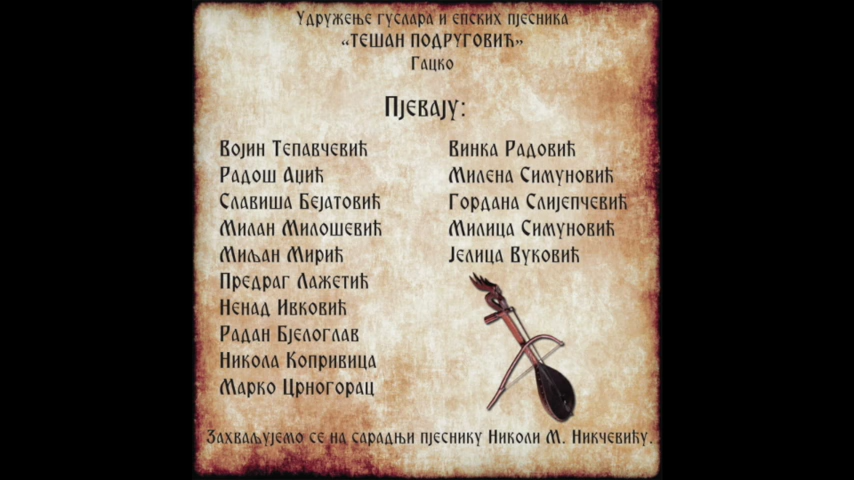 Удружење гуслара и епских пјесника
«Тешан Подруговић»
Гацко
Пјевају:
Војин Тепавчевић
Радош Аџић
Славиша Бејатовић
Милан Милошевић
Миљан Мирић
Предраг Лажетић
Ненад Ивковић
Радан Бјелоглав
Никола Копривица
Марко Црногорац
Винка Радовић
Милена Симуновић
Гордана Слијепчевић
Милица Симуновић
Јелица Вуковић
Захваљујемо се на сарадњи пјеснику Николи М. Никчевићу.